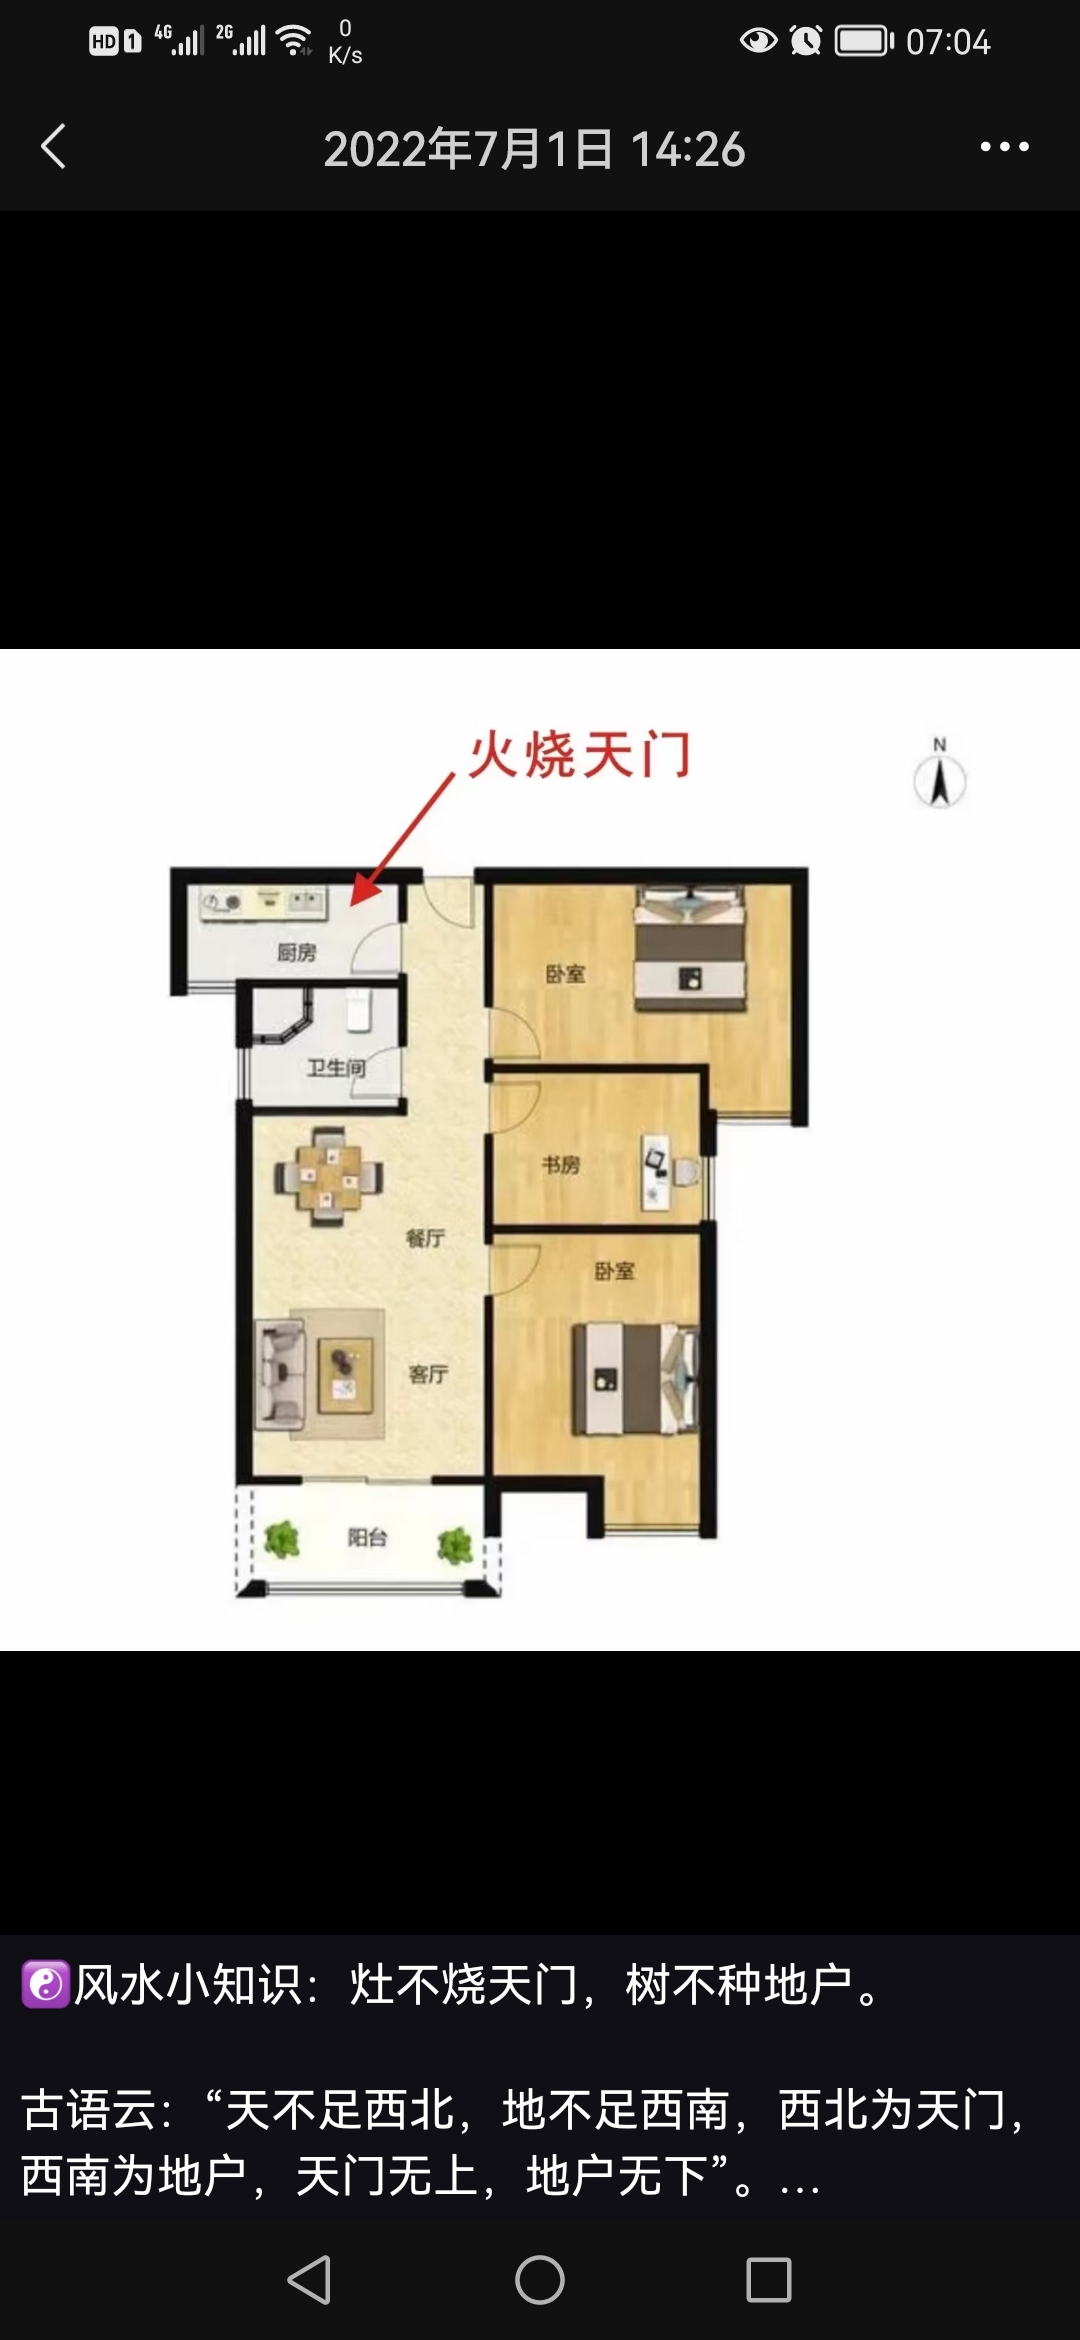 HD 1 4G 2G 0 K/s 07:04
2022年7月1日 14:26
火烧天门
N
厨房
卧室
卫生间
书房
餐厅
卧室
客厅
阳台
☯风水小知识：灶不烧天门，树不种地户。
古语云：“天不足西北，地不足西南，西北为天门，
西南为地户，天门无上，地户无下”。...